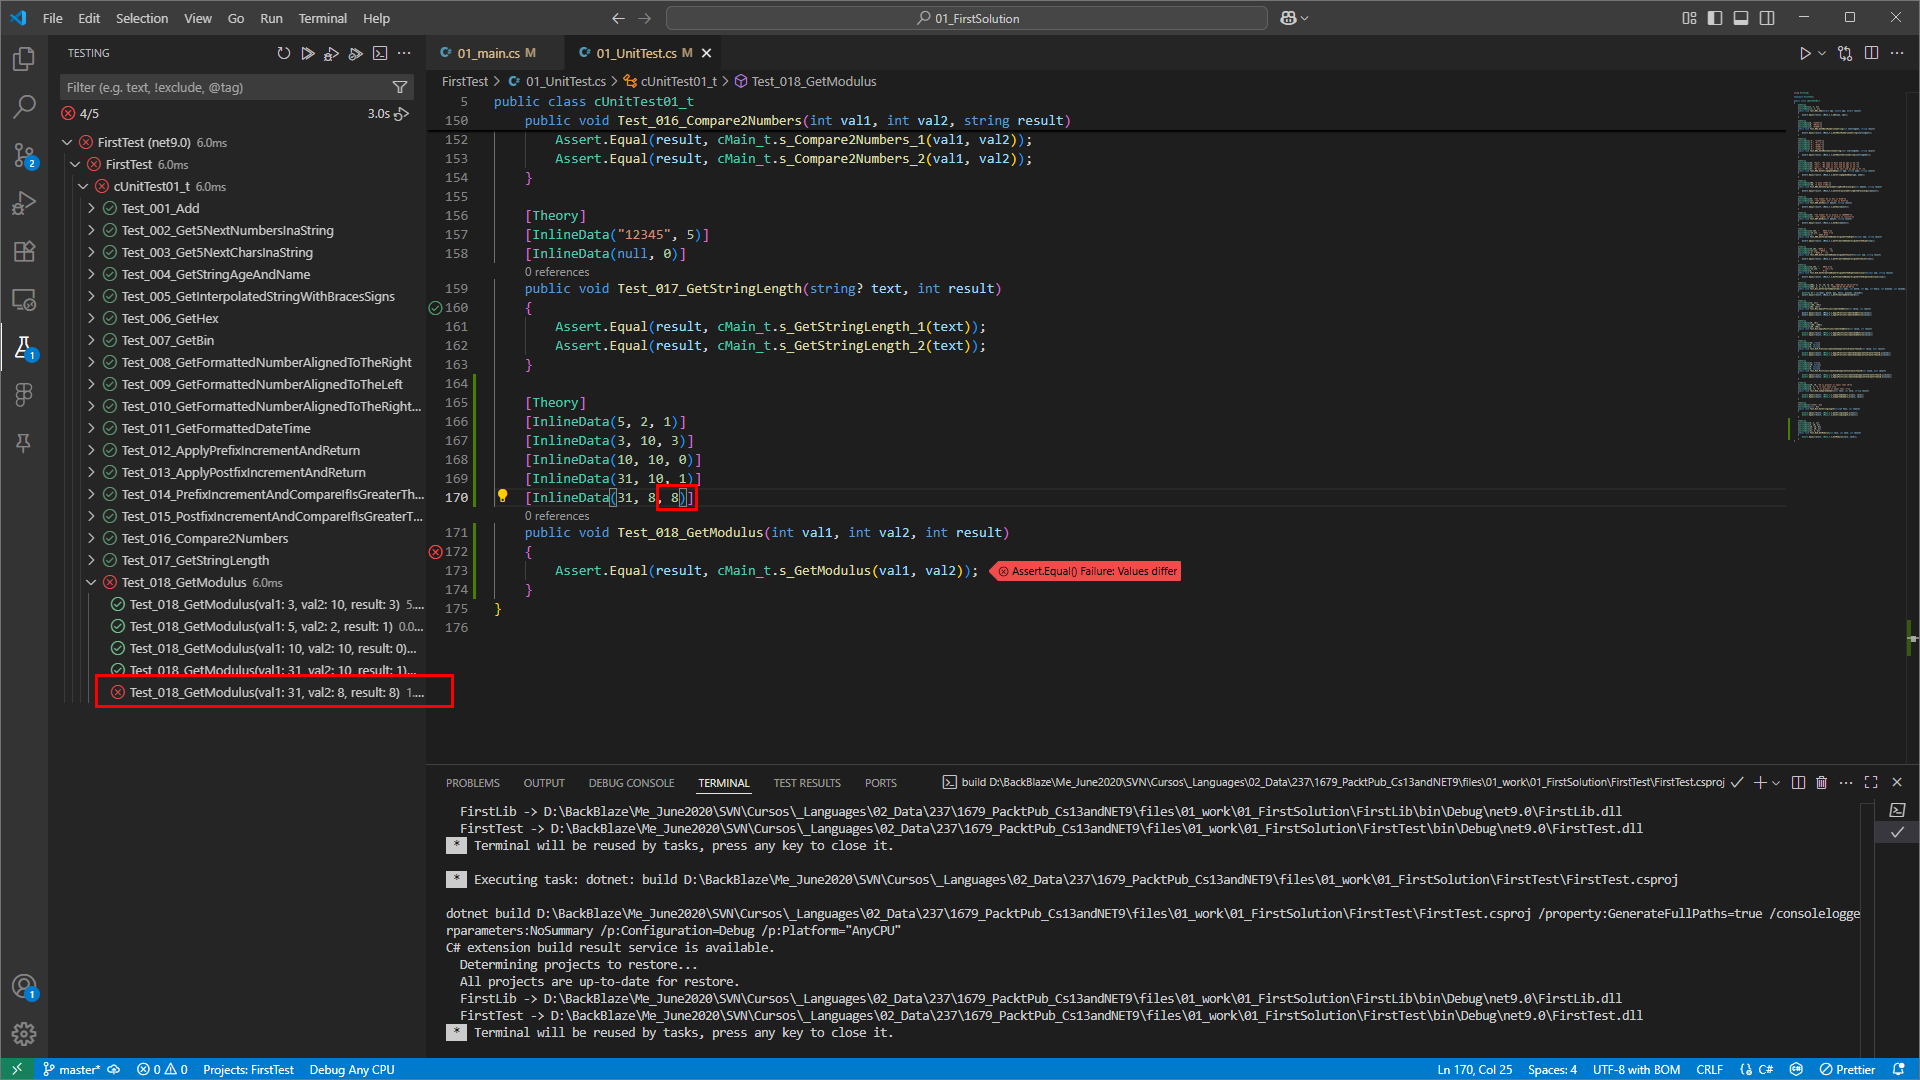 File Edit Selection View Go Run Terminal Help
01_FirstSolution
TESTING
Filter (e.g. text, !exclude, @tag)
4/5 3.0s
FirstTest (net9.0) 6.0ms
FirstTest 6.0ms
cUnitTest01_t 6.0ms
Test_001_Add
Test_002_Get5NextNumbersInaString
Test_003_Get5NextCharsInaString
Test_004_GetStringAgeAndName
Test_005_GetInterpolatedStringWithBracesSigns
Test_006_GetHex
Test_007_GetBin
Test_008_GetFormattedNumberAlignedToTheRight
Test_009_GetFormattedNumberAlignedToTheLeft
Test_010_GetFormattedNumberAlignedToTheRight...
Test_011_GetFormattedDateTime
Test_012_ApplyPrefixIncrementAndReturn
Test_013_ApplyPostfixIncrementAndReturn
Test_014_PrefixIncrementAndCompareIfIsGreaterTh...
Test_015_PostfixIncrementAndCompareIfIsGreaterT...
Test_016_Compare2Numbers
Test_017_GetStringLength
Test_018_GetModulus 6.0ms
Test_018_GetModulus(val1: 3, val2: 10, result: 3) 5....
Test_018_GetModulus(val1: 5, val2: 2, result: 1) 0.0...
Test_018_GetModulus(val1: 10, val2: 10, result: 0)...
Test_018_GetModulus(val1: 31, val2: 10, result: 1)...
Test_018_GetModulus(val1: 31, val2: 8, result: 8) 1....
01_main.cs M
01_UnitTest.cs M
FirstTest > 01_UnitTest.cs > cUnitTest01_t > Test_018_GetModulus
5 public class cUnitTest01_t
150 public void Test_016_Compare2Numbers(int val1, int val2, string result)
152 Assert.Equal(result, cMain_t.s_Compare2Numbers_1(val1, val2));
153 Assert.Equal(result, cMain_t.s_Compare2Numbers_2(val1, val2));
154 }
155
156 [Theory]
157 [InlineData("12345", 5)]
158 [InlineData(null, 0)]
0 references
159 public void Test_017_GetStringLength(string? text, int result)
160 {
161 Assert.Equal(result, cMain_t.s_GetStringLength_1(text));
162 Assert.Equal(result, cMain_t.s_GetStringLength_2(text));
163 }
164
165 [Theory]
166 [InlineData(5, 2, 1)]
167 [InlineData(3, 10, 3)]
168 [InlineData(10, 10, 0)]
169 [InlineData(31, 10, 1)]
170 [InlineData(31, 8, 8)]
0 references
171 public void Test_018_GetModulus(int val1, int val2, int result)
172 {
173 Assert.Equal(result, cMain_t.s_GetModulus(val1, val2)); Assert.Equal() Failure: Values differ
174 }
175 }
176
PROBLEMS OUTPUT DEBUG CONSOLE TERMINAL TEST RESULTS PORTS
build D:\BackBlaze\Me_June2020\SVN\Cursos\_Languages\02_Data\237\1679_PacktPub_Cs13andNET9\files\01_work\01_FirstSolution\FirstTest\FirstTest.csproj
FirstLib -> D:\BackBlaze\Me_June2020\SVN\Cursos\_Languages\02_Data\237\1679_PacktPub_Cs13andNET9\files\01_work\01_FirstSolution\FirstLib\bin\Debug\net9.0\FirstLib.dll
FirstTest -> D:\BackBlaze\Me_June2020\SVN\Cursos\_Languages\02_Data\237\1679_PacktPub_Cs13andNET9\files\01_work\01_FirstSolution\FirstTest\bin\Debug\net9.0\FirstTest.dll
* Terminal will be reused by tasks, press any key to close it.
* Executing task: dotnet: build D:\BackBlaze\Me_June2020\SVN\Cursos\_Languages\02_Data\237\1679_PacktPub_Cs13andNET9\files\01_work\01_FirstSolution\FirstTest\FirstTest.csproj
dotnet build D:\BackBlaze\Me_June2020\SVN\Cursos\_Languages\02_Data\237\1679_PacktPub_Cs13andNET9\files\01_work\01_FirstSolution\FirstTest\FirstTest.csproj /property:GenerateFullPaths=true /consolelogge
rparameters:NoSummary /p:Configuration=Debug /p:Platform="AnyCPU"
C# extension build result service is available.
Determining projects to restore...
All projects are up-to-date for restore.
FirstLib -> D:\BackBlaze\Me_June2020\SVN\Cursos\_Languages\02_Data\237\1679_PacktPub_Cs13andNET9\files\01_work\01_FirstSolution\FirstLib\bin\Debug\net9.0\FirstLib.dll
FirstTest -> D:\BackBlaze\Me_June2020\SVN\Cursos\_Languages\02_Data\237\1679_PacktPub_Cs13andNET9\files\01_work\01_FirstSolution\FirstTest\bin\Debug\net9.0\FirstTest.dll
* Terminal will be reused by tasks, press any key to close it.
2
1
1
master* 0 0 Projects: FirstTest Debug Any CPU
Ln 170, Col 25 Spaces: 4 UTF-8 with BOM CRLF C# Prettier